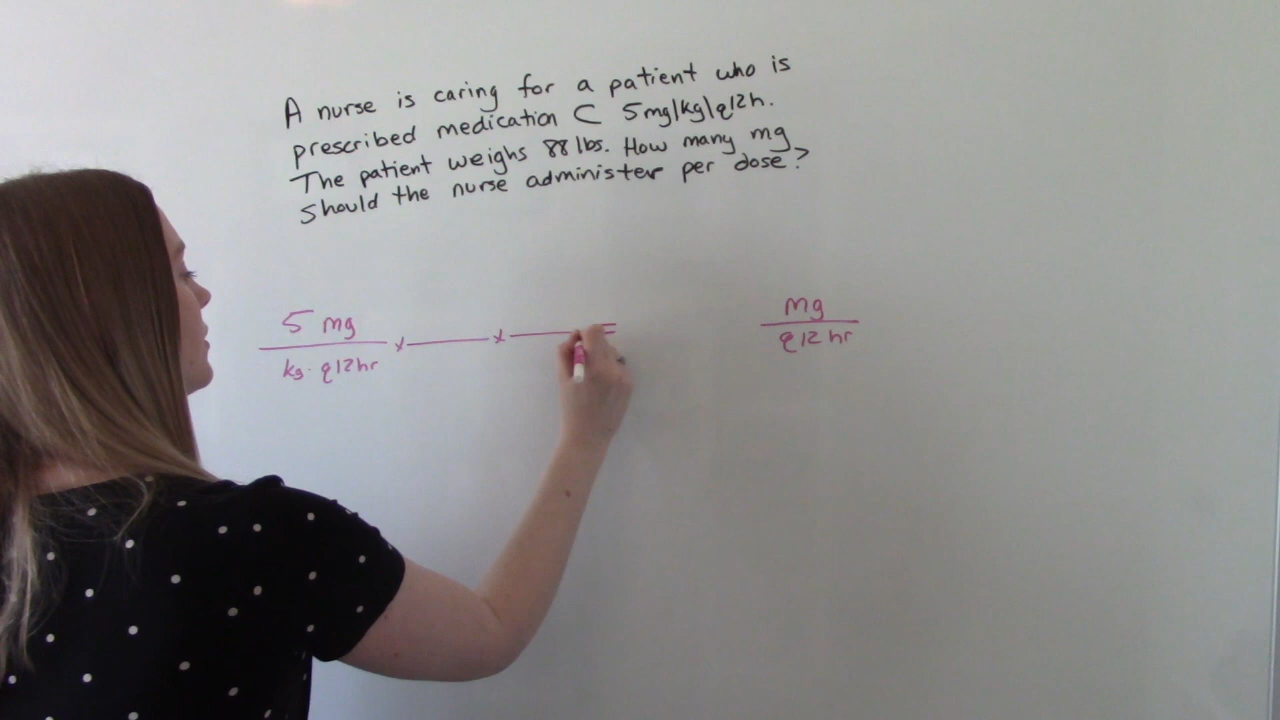 A nurse is caring for a patient who is
prescribed medication C 5mg/kg/q12h.
The patient weighs 88 lbs. How many mg
should the nurse administer per dose?
5 mg
kg · q12hr
x
x
=
mg
q12 hr